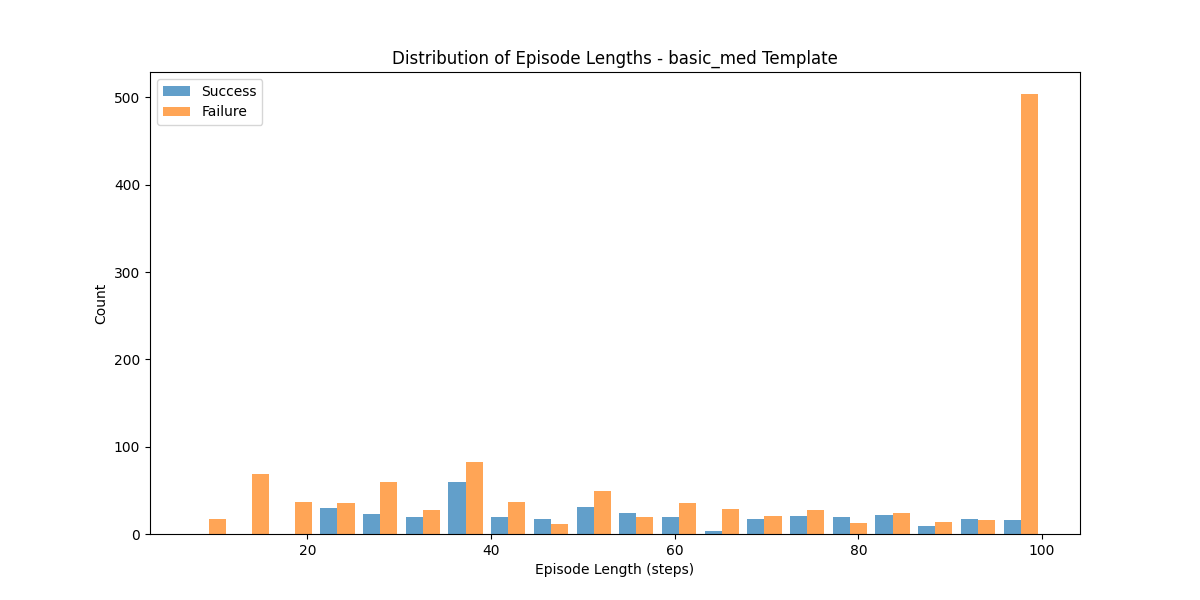 Distribution of Episode Lengths - basic_med Template
Success
Failure
500
400
300
200
100
0
Count
20
40
60
80
100
Episode Length (steps)